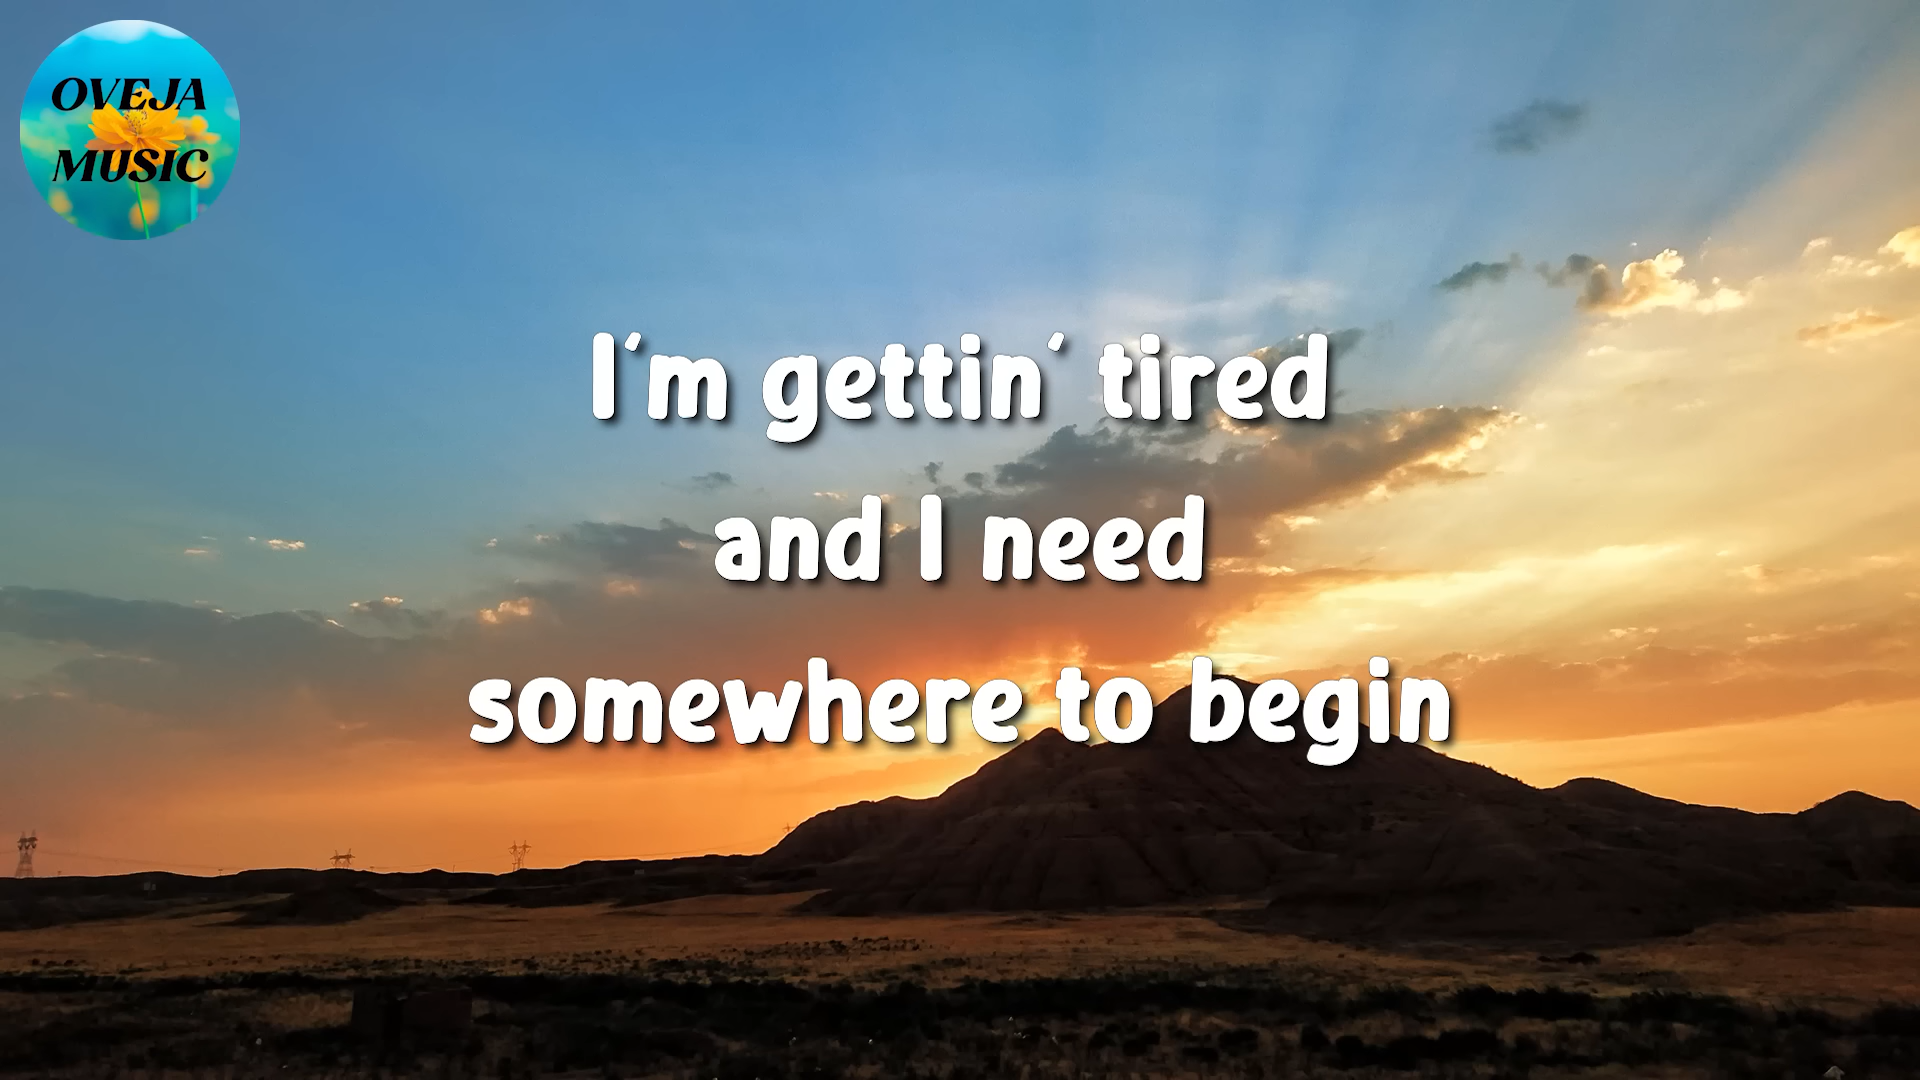 OVEJA
MUSIC
I'm gettin' tired
and I need
somewhere to begin